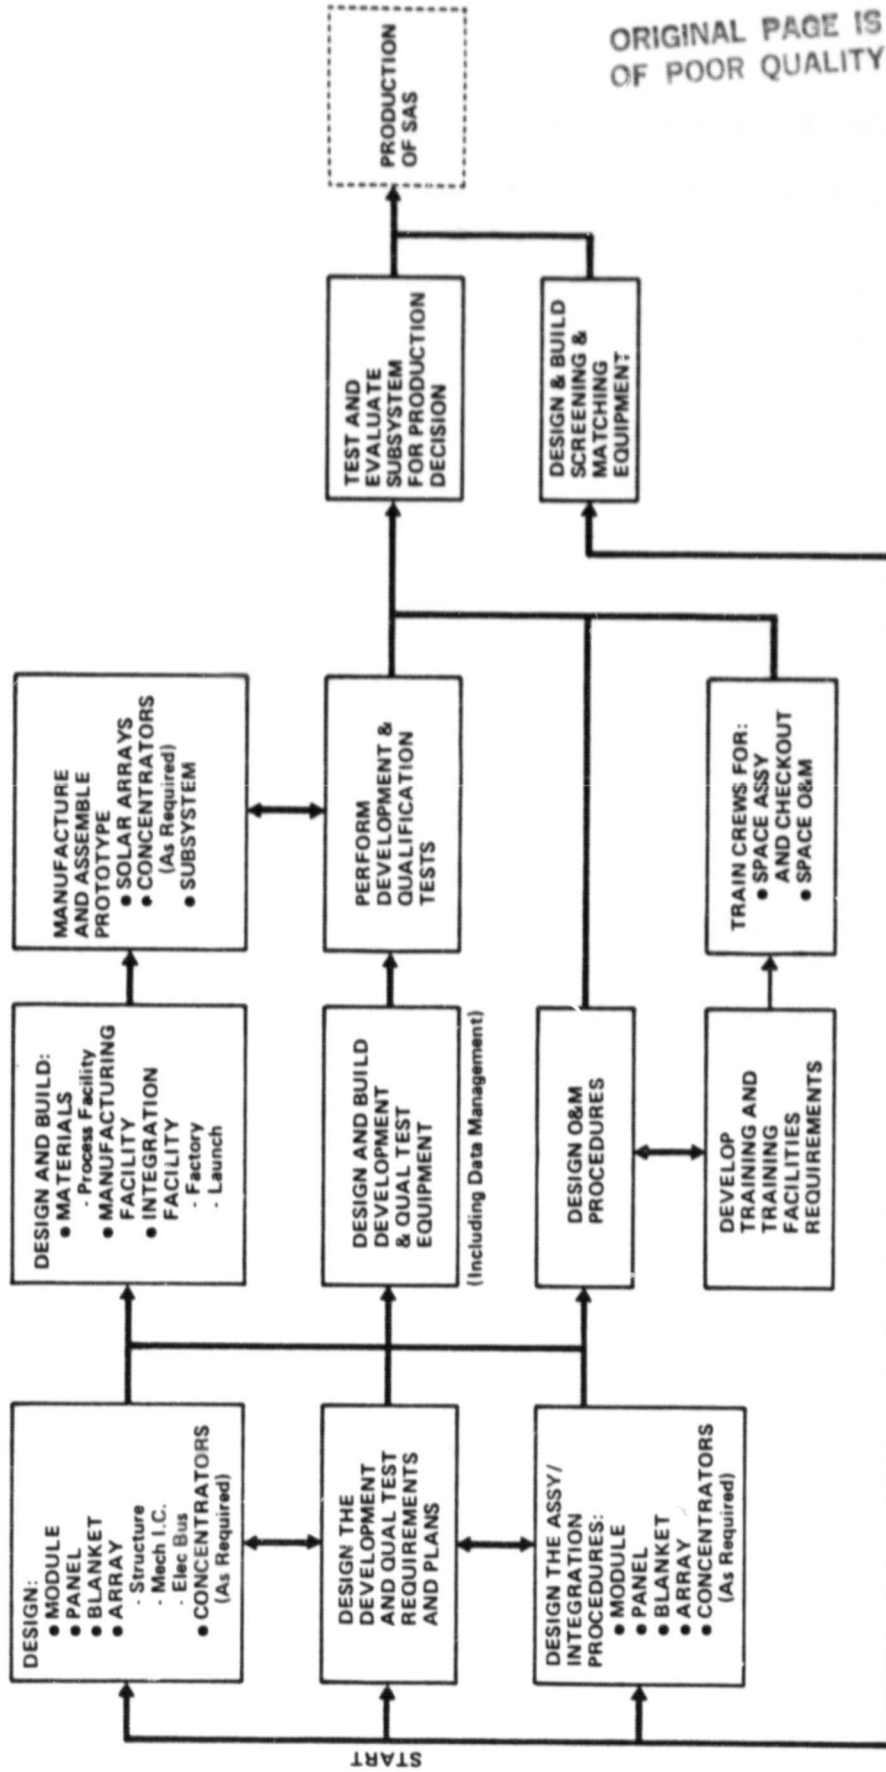 ORIGINAL PAGE IS
OF POOR QUALITY
START
DESIGN:
● MODULE
● PANEL
● BLANKET
● ARRAY
- Structure
- Mech I.C.
- Elec Bus
● CONCENTRATORS
(As Required)
DESIGN THE
DEVELOPMENT
AND QUAL TEST
REQUIREMENTS
AND PLANS
DESIGN THE ASSY/
INTEGRATION
PROCEDURES:
● MODULE
● PANEL
● BLANKET
● ARRAY
● CONCENTRATORS
(As Required)
DESIGN AND BUILD:
● MATERIALS
- Process Facility
● MANUFACTURING
FACILITY
● INTEGRATION
FACILITY
- Factory
- Launch
DESIGN AND BUILD
DEVELOPMENT
& QUAL TEST
EQUIPMENT
(Including Data Management)
DESIGN O&M
PROCEDURES
DEVELOP
TRAINING AND
TRAINING
FACILITIES
REQUIREMENTS
MANUFACTURE
AND ASSEMBLE
PROTOTYPE
● SOLAR ARRAYS
● CONCENTRATORS
(As Required)
● SUBSYSTEM
PERFORM
DEVELOPMENT &
QUALIFICATION
TESTS
TRAIN CREWS FOR:
● SPACE ASSY
AND CHECKOUT
● SPACE O&M
TEST AND
EVALUATE
SUBSYSTEM
FOR PRODUCTION
DECISION
DESIGN & BUILD
SCREENING &
MATCHING
EQUIPMENT
PRODUCTION
OF SAS